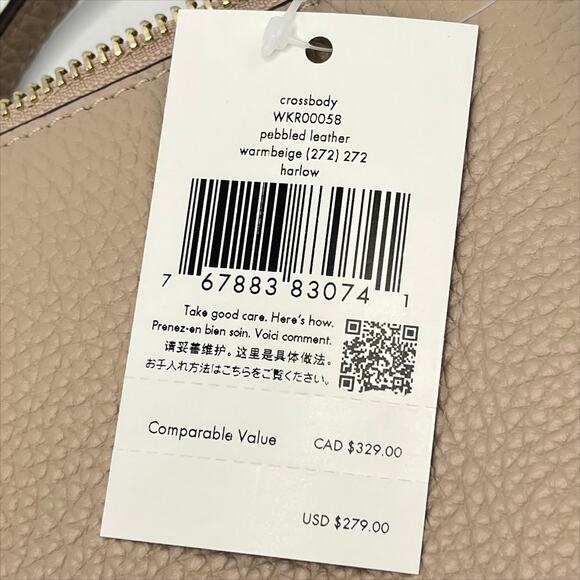 crossbody
WKR00058
pebbled leather
warmbeige (272) 272
harlow
7 67883 83074 1
Take good care. Here's how.
Prenez-en bien soin. Voici comment.
请妥善维护。这里是具体做法。
お手入れ方法はこちらをご覧ください。
Comparable Value CAD $329.00
USD $279.00